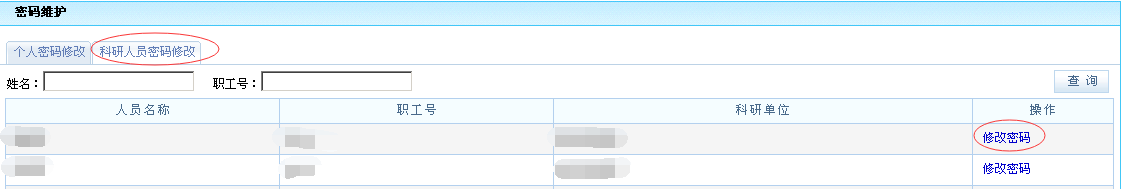 密码维护
个人密码修改 科研人员密码修改
姓名： 职工号： 查 询
人员名称 职工号 科研单位 操作
修改密码
修改密码